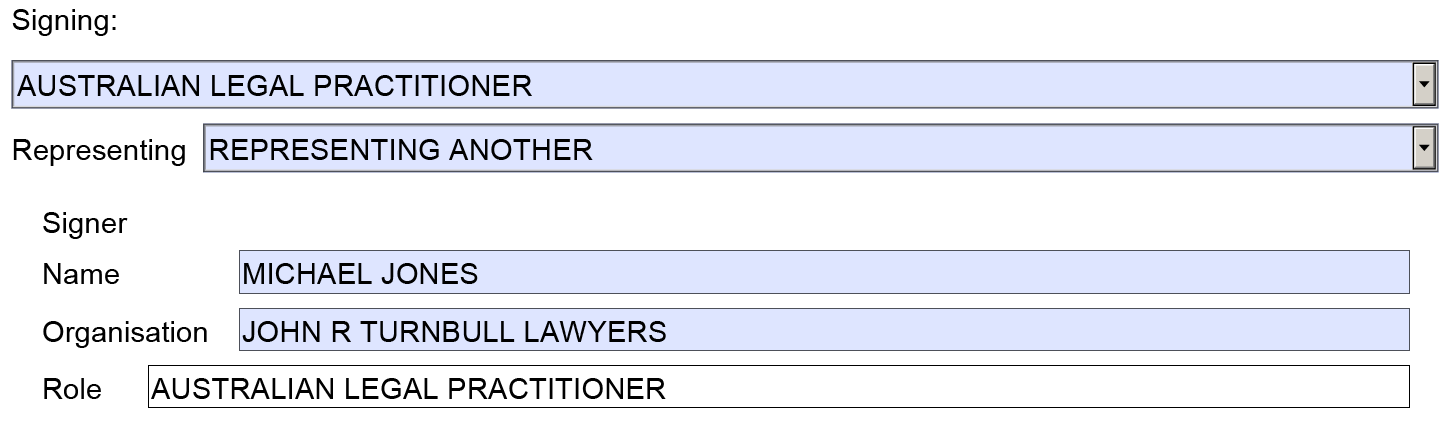 Signing:
AUSTRALIAN LEGAL PRACTITIONER
Representing REPRESENTING ANOTHER
Signer
Name MICHAEL JONES
Organisation JOHN R TURNBULL LAWYERS
Role AUSTRALIAN LEGAL PRACTITIONER